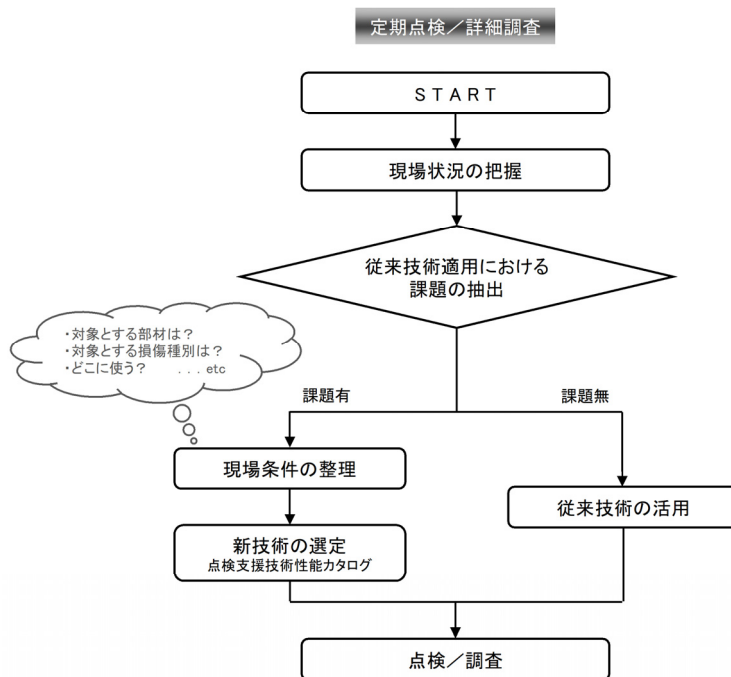 定期点検／詳細調査
ＳＴＡＲＴ
現場状況の把握
従来技術適用における
課題の抽出
・対象とする部材は？
・対象とする損傷種別は？
・どこに使う？　　．．．etc
課題有
課題無
現場条件の整理
従来技術の活用
新技術の選定
点検支援技術性能カタログ
点検／調査